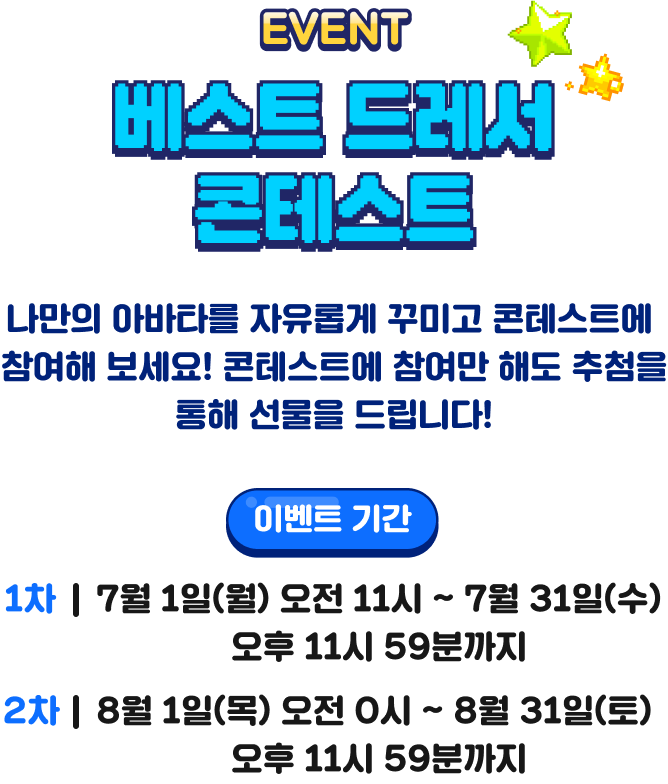 EVENT
베스트 드레서
콘테스트
나만의 아바타를 자유롭게 꾸미고 콘테스트에
참여해 보세요! 콘테스트에 참여만 해도 추첨을
통해 선물을 드립니다!
이벤트 기간
1차 | 7월 1일(월) 오전 11시 ~ 7월 31일(수)
오후 11시 59분까지
2차 | 8월 1일(목) 오전 0시 ~ 8월 31일(토)
오후 11시 59분까지